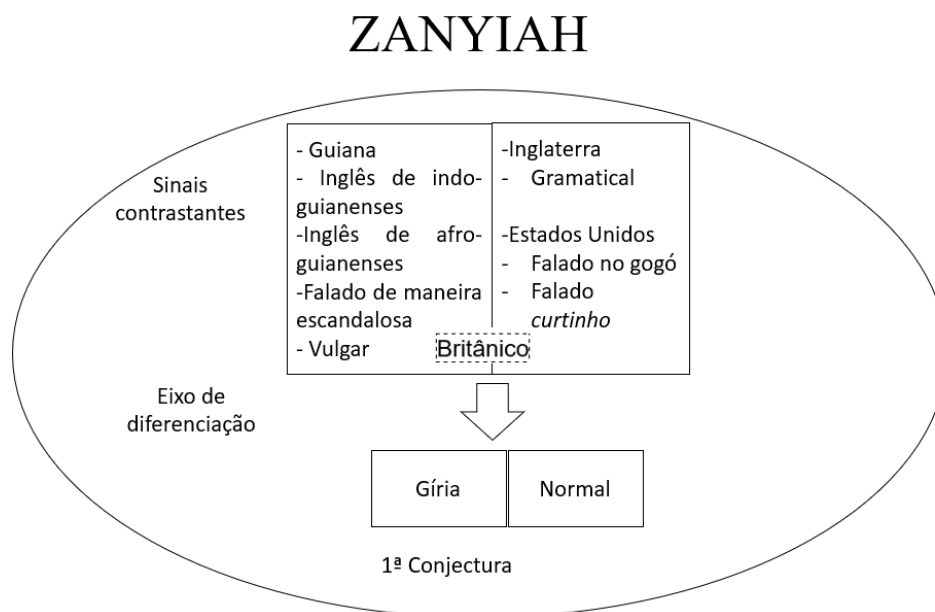 ZANYIAH
Sinais
contrastantes
- Guiana
- Inglês de indo-
guianenses
-Inglês de afro-
guianenses
-Falado de maneira
escandalosa
- Vulgar
-Inglaterra
- Gramatical
-Estados Unidos
- Falado no gogó
- Falado
curtinho
Britânico
Eixo de
diferenciação
Gíria
Normal
1ª Conjectura